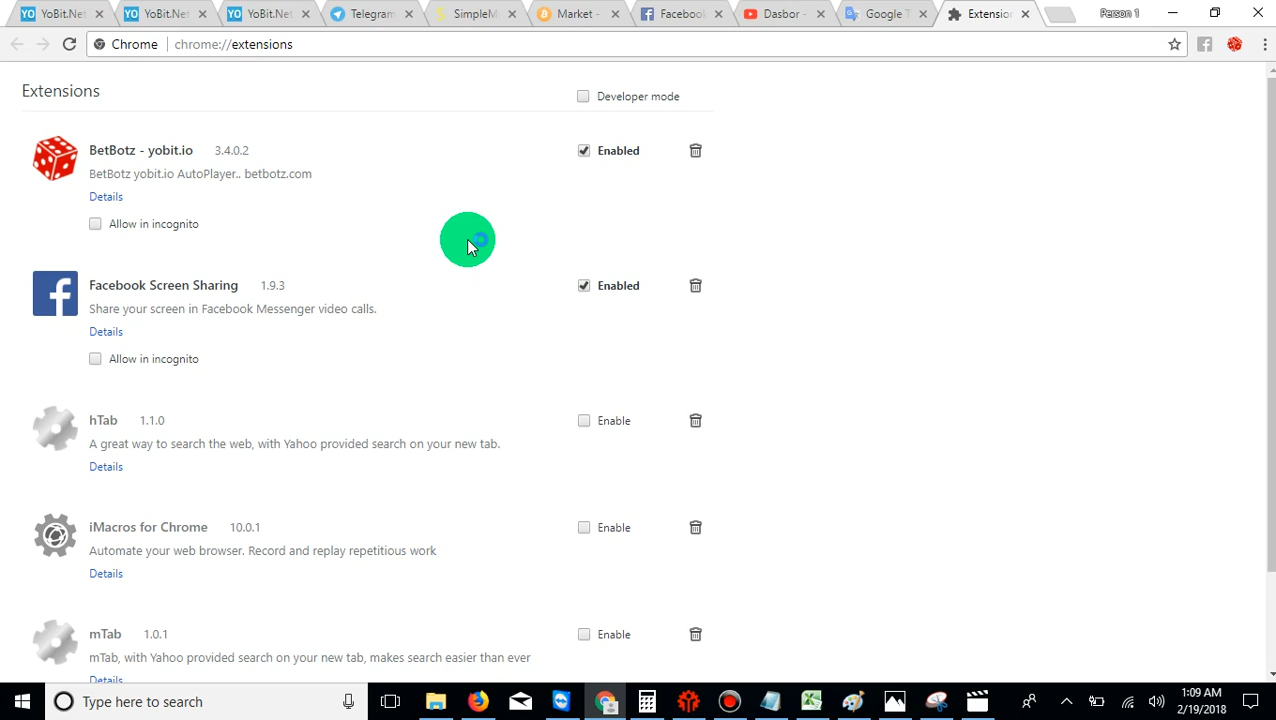 YoBit.Net
YoBit.Net
YoBit.Net
Telegram
SimpleMi
Market -
Facebook
Dasbor -
Google T
Extension
Person 1
Chrome chrome://extensions
Extensions
Developer mode
BetBotz - yobit.io 3.4.0.2
Enabled
BetBotz yobit.io AutoPlayer.. betbotz.com
Details
Allow in incognito
Facebook Screen Sharing 1.9.3
Enabled
Share your screen in Facebook Messenger video calls.
Details
Allow in incognito
hTab 1.1.0
Enable
A great way to search the web, with Yahoo provided search on your new tab.
Details
iMacros for Chrome 10.0.1
Enable
Automate your web browser. Record and replay repetitious work
Details
mTab 1.0.1
Enable
mTab, with Yahoo provided search on your new tab, makes search easier than ever
Details
Type here to search
1:09 AM
2/19/2018